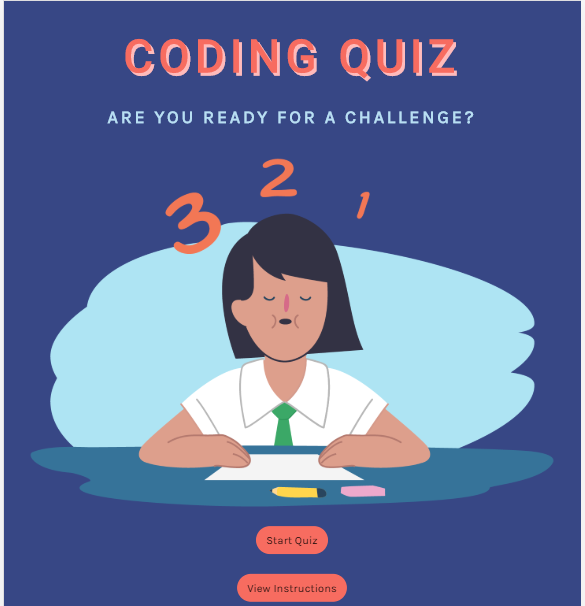 CODING QUIZ
ARE YOU READY FOR A CHALLENGE?
3 2 1
Start Quiz
View Instructions